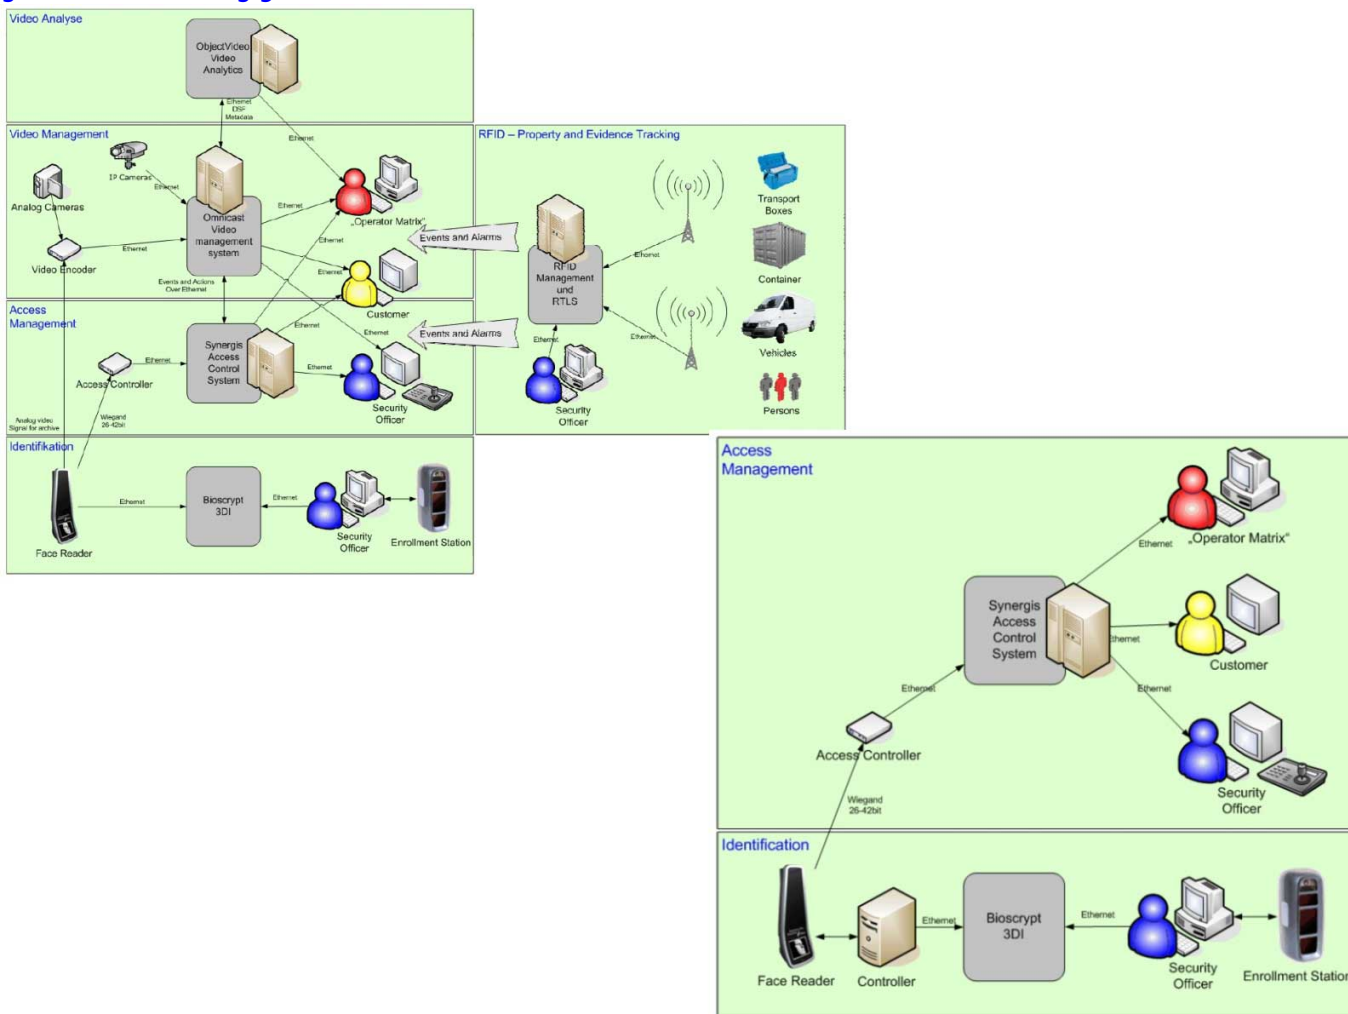 Video Analyse
ObjectVideo
Video
Analytics
Ethernet
DSF
Metadata
Ethernet
Video Management
IP Cameras
Ethernet
Analog Cameras
Omnicast
Video
management
system
Ethernet
„Operator Matrix“
Ethernet
Video Encoder
Ethernet
Ethernet
Events and Actions
Over Ethernet
Customer
Events and Alarms
Access
Management
Ethernet
Ethernet
Synergis
Access
Control
System
Ethernet
Access Controller
Ethernet
Security
Officer
Events and Alarms
Analog video
Signal for archive
Wiegand
26-42bit
Identifikation
Ethernet
Bioscrypt
3DI
Ethernet
Face Reader
Security
Officer
Enrollment Station
RFID – Property and Evidence Tracking
Transport
Boxes
Ethernet
RFID
Management
und
RTLS
Container
Ethernet
Ethernet
Vehicles
Security
Officer
Persons
Access
Management
Ethernet
„Operator Matrix“
Synergis
Access
Control
System
Ethernet
Customer
Ethernet
Ethernet
Access Controller
Security
Officer
Wiegand
26-42bit
Identification
Ethernet
Bioscrypt
3DI
Ethernet
Face Reader
Controller
Security
Officer
Enrollment Station